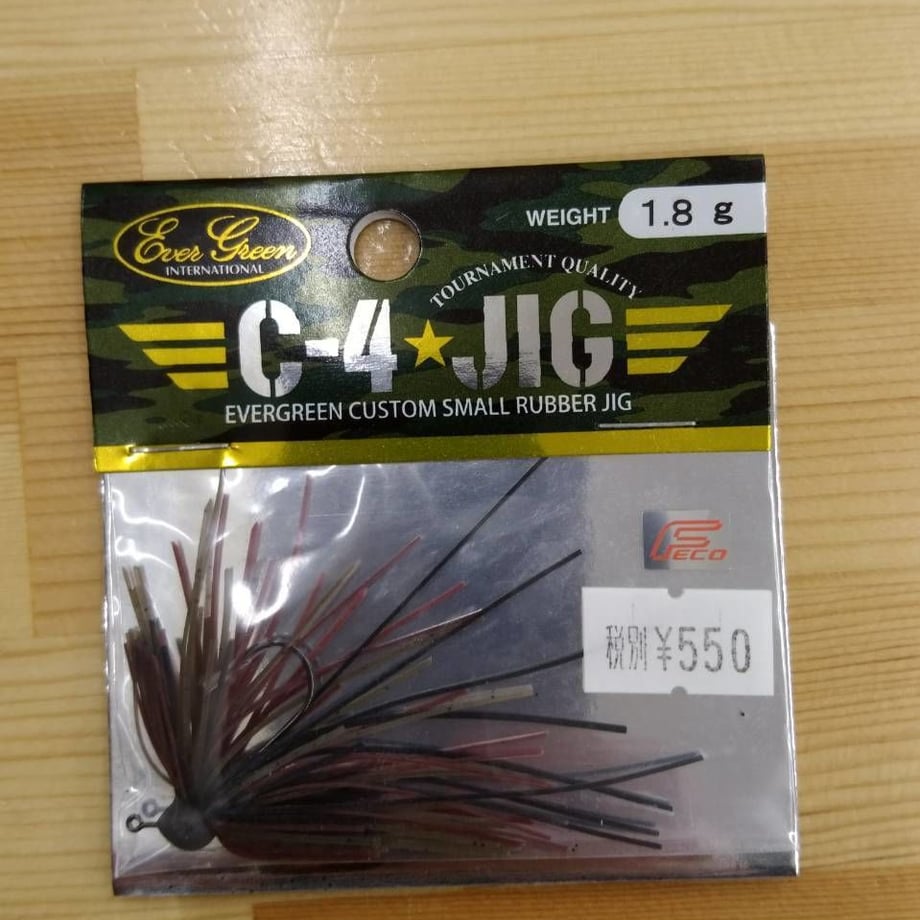 Ever Green
INTERNATIONAL
WEIGHT 1.8 g
TOURNAMENT QUALITY
C-4★JIG
EVERGREEN CUSTOM SMALL RUBBER JIG
FECO
税別 ¥550